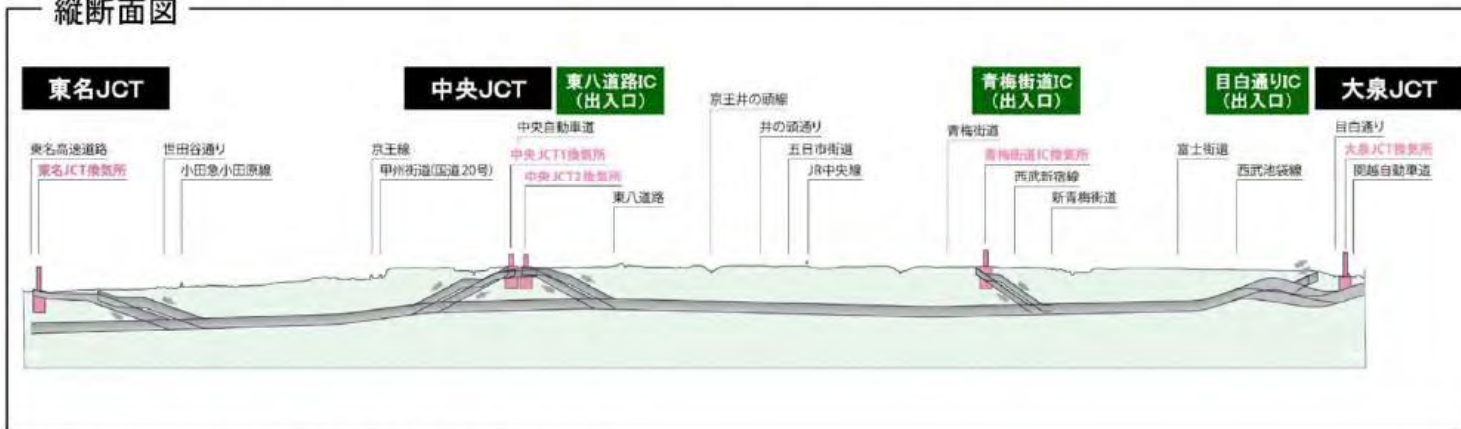 縦断面図
東名JCT
中央JCT
東八道路IC
(出入口)
青梅街道IC
(出入口)
目白通りIC
(出入口)
大泉JCT
東名高速道路
東名JCT換気所
世田谷通り
小田急小田原線
京王線
甲州街道(国道20号)
中央自動車道
中央JCT1換気所
中央JCT2換気所
東八道路
京王井の頭線
井の頭通り
五日市街道
JR中央線
青梅街道
青梅街道IC換気所
西武新宿線
新青梅街道
富士街道
西武池袋線
目白通り
大泉JCT換気所
関越自動車道